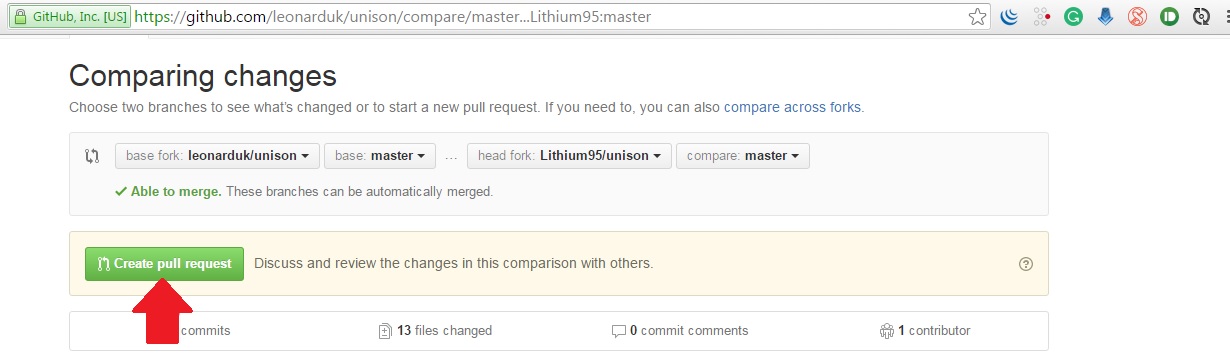 GitHub, Inc. [US] https://github.com/leonarduk/unison/compare/master...Lithium95:master
Comparing changes
Choose two branches to see what's changed or to start a new pull request. If you need to, you can also compare across forks.
base fork: leonarduk/unison base: master ... head fork: Lithium95/unison compare: master
Able to merge. These branches can be automatically merged.
Create pull request Discuss and review the changes in this comparison with others.
commits 13 files changed 0 commit comments 1 contributor